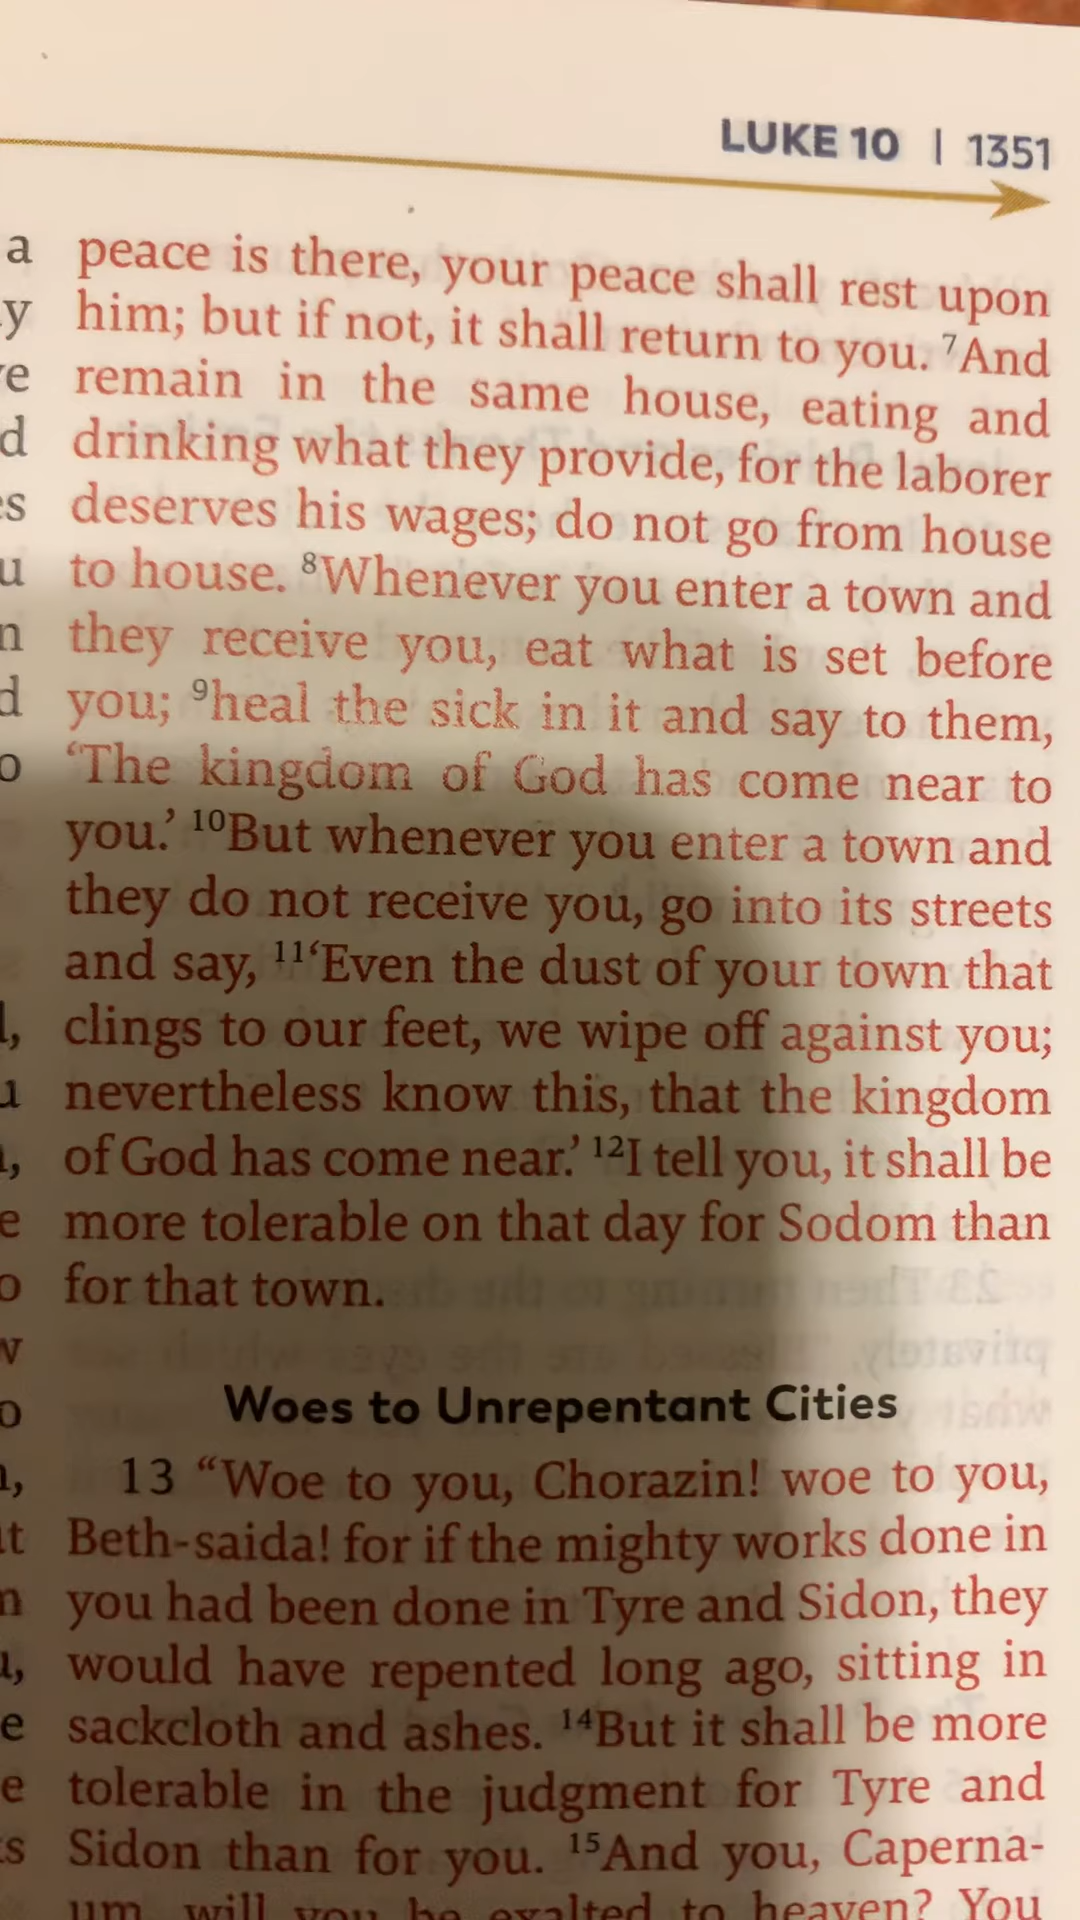 LUKE 10 | 1351
peace is there, your peace shall rest upon
him; but if not, it shall return to you. ⁷And
remain in the same house, eating and
drinking what they provide, for the laborer
deserves his wages; do not go from house
to house. ⁸Whenever you enter a town and
they receive you, eat what is set before
you; ⁹heal the sick in it and say to them,
‘The kingdom of God has come near to
you.’ ¹⁰But whenever you enter a town and
they do not receive you, go into its streets
and say, ¹¹‘Even the dust of your town that
clings to our feet, we wipe off against you;
nevertheless know this, that the kingdom
of God has come near.’ ¹²I tell you, it shall be
more tolerable on that day for Sodom than
for that town.
Woes to Unrepentant Cities
13 “Woe to you, Chorazin! woe to you,
Beth-saida! for if the mighty works done in
you had been done in Tyre and Sidon, they
would have repented long ago, sitting in
sackcloth and ashes. ¹⁴But it shall be more
tolerable in the judgment for Tyre and
Sidon than for you. ¹⁵And you, Caperna-
um, will you be exalted to heaven? You